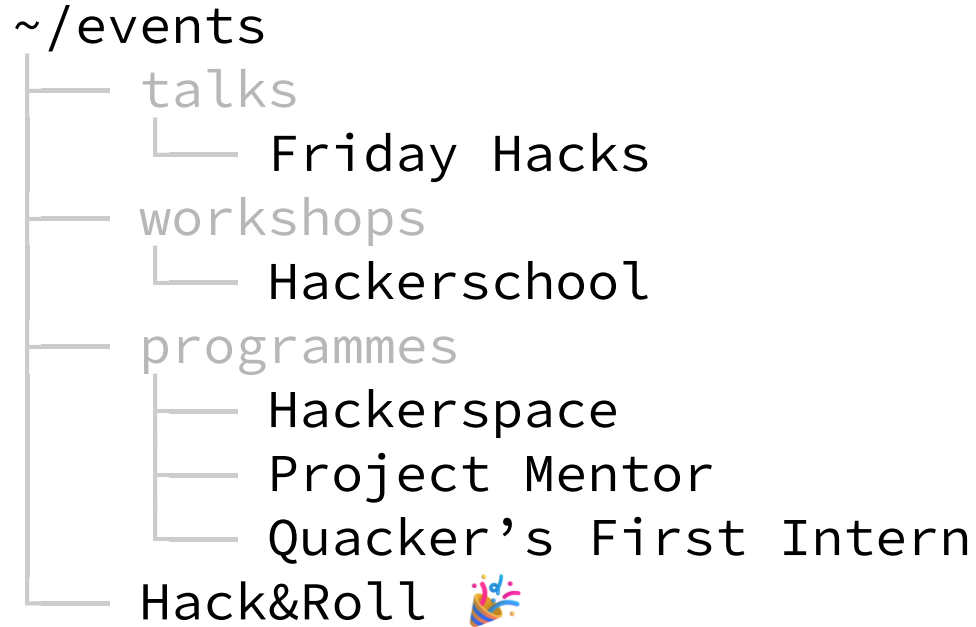 ~/events
talks
Friday Hacks
workshops
Hackerschool
programmes
Hackerspace
Project Mentor
Quacker’s First Intern
Hack&Roll 🎉